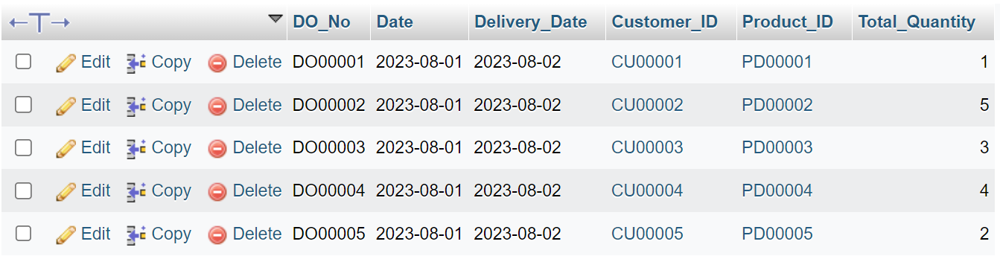 DO_No Date Delivery_Date Customer_ID Product_ID Total_Quantity
Edit Copy Delete DO00001 2023-08-01 2023-08-02 CU00001 PD00001 1
Edit Copy Delete DO00002 2023-08-01 2023-08-02 CU00002 PD00002 5
Edit Copy Delete DO00003 2023-08-01 2023-08-02 CU00003 PD00003 3
Edit Copy Delete DO00004 2023-08-01 2023-08-02 CU00004 PD00004 4
Edit Copy Delete DO00005 2023-08-01 2023-08-02 CU00005 PD00005 2